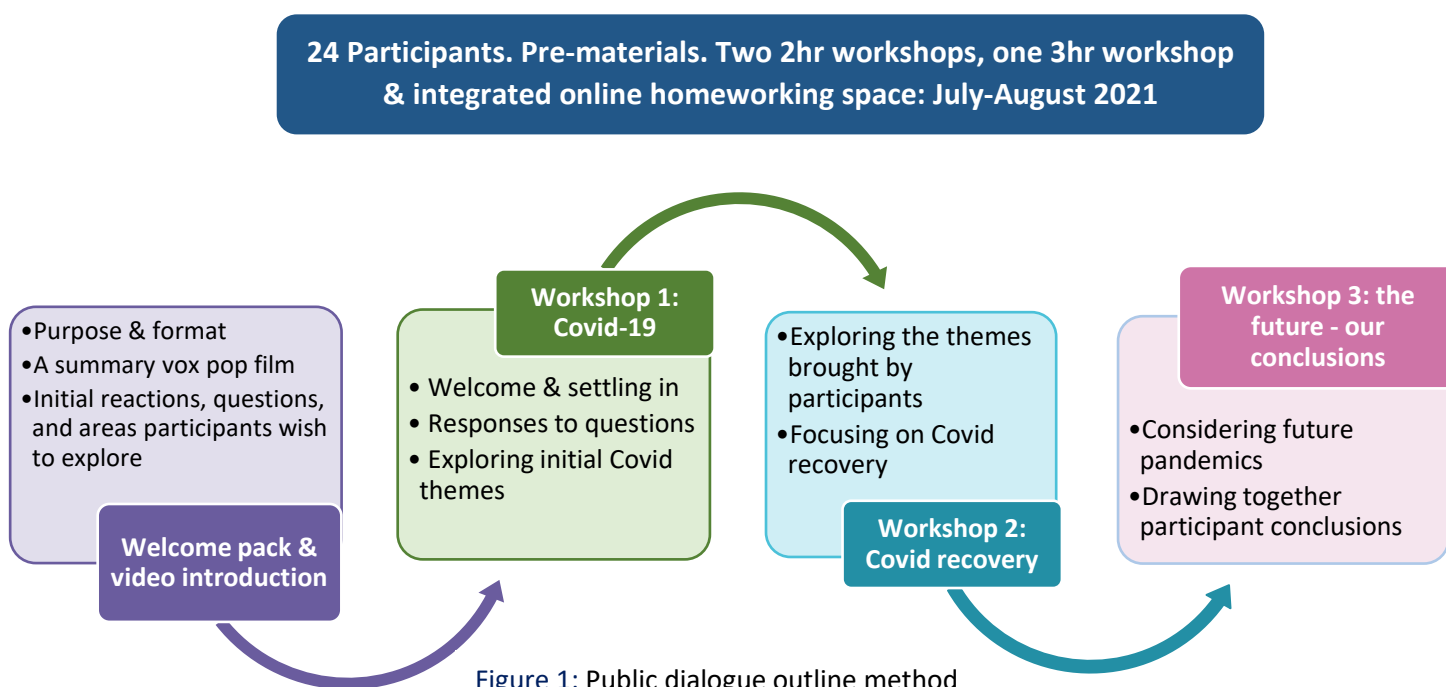 24 Participants. Pre-materials. Two 2hr workshops, one 3hr workshop
& integrated online homeworking space: July-August 2021
•Purpose & format
•A summary vox pop film
•Initial reactions, questions,
and areas participants wish
to explore
Welcome pack &
video introduction
Workshop 1:
Covid-19
• Welcome & settling in
• Responses to questions
• Exploring initial Covid
themes
•Exploring the themes
brought by
participants
•Focusing on Covid
recovery
Workshop 2:
Covid recovery
Workshop 3: the
future - our
conclusions
•Considering future
pandemics
•Drawing together
participant conclusions
Figure 1: Public dialogue outline method